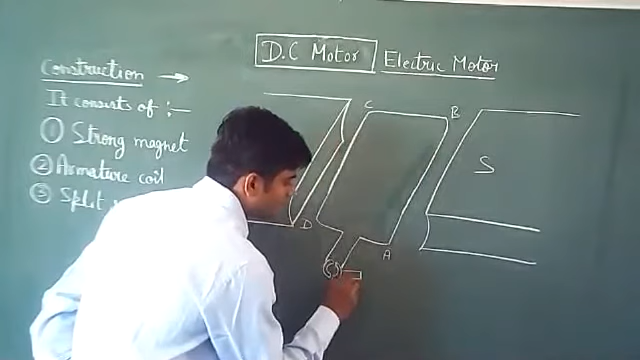 D.C Motor
Electric Motor
Construction →
It consists of :-
① Strong magnet
② Armature coil
③ Split
C
B
S
D
A